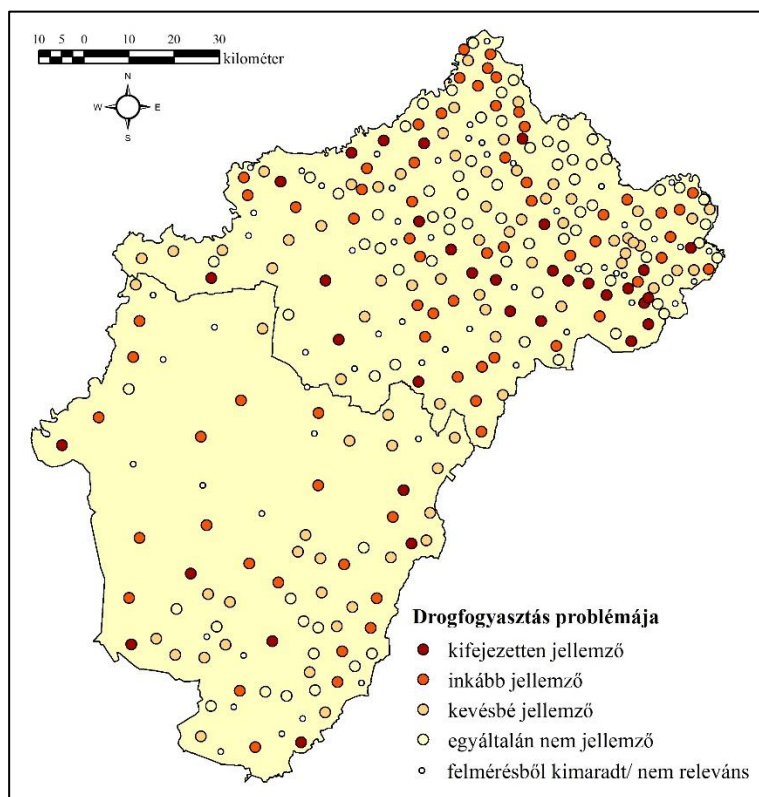 10 5 0 10 20 30
kilométer
N
W E
S
Drogfogyasztás problémája
kifejezetten jellemző
inkább jellemző
kevésbé jellemző
egyáltalán nem jellemző
felmérésből kimaradt/ nem releváns